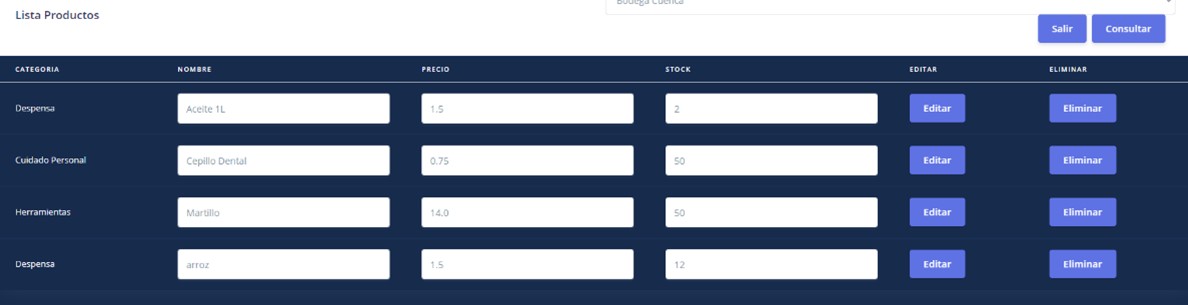 Bodega Cuenca
Lista Productos
Salir Consultar
CATEGORIA NOMBRE PRECIO STOCK EDITAR ELIMINAR
Despensa Aceite 1L 1.5 2 Editar Eliminar
Cuidado Personal Cepillo Dental 0.75 50 Editar Eliminar
Herramientas Martillo 14.0 50 Editar Eliminar
Despensa arroz 1.5 12 Editar Eliminar